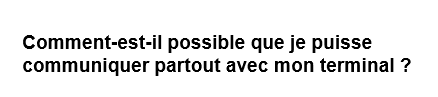 Comment-est-il possible que je puisse
communiquer partout avec mon terminal ?